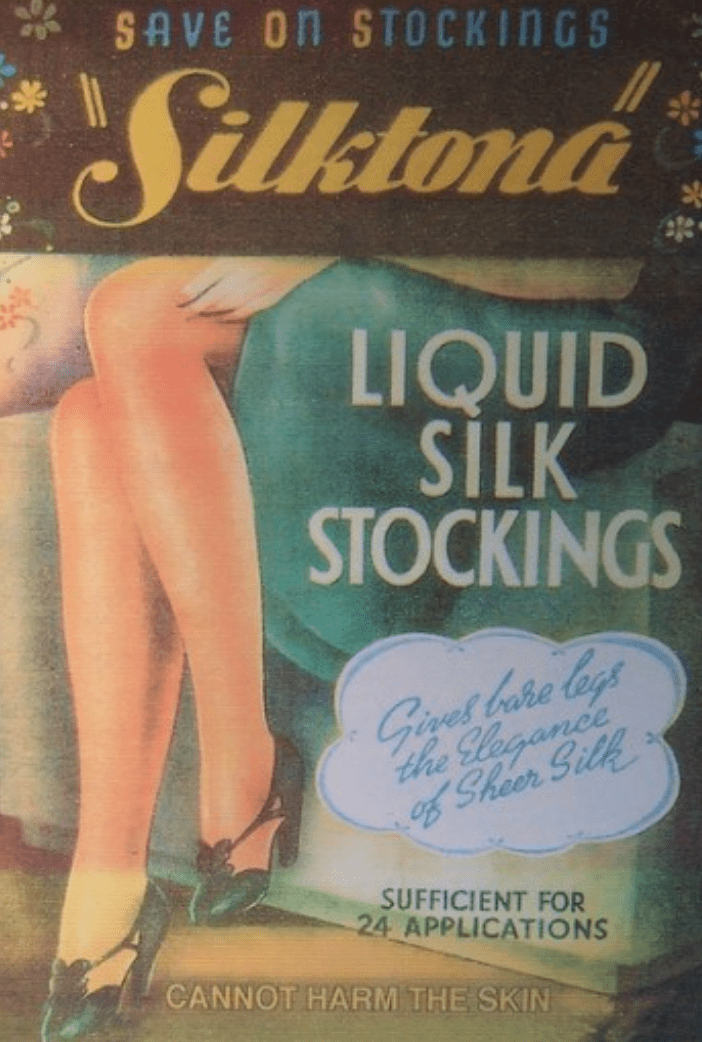 SAVE ON STOCKINGS
"Silktona"
LIQUID
SILK
STOCKINGS
Gives bare legs
the Elegance
of Sheer Silk
SUFFICIENT FOR
24 APPLICATIONS
CANNOT HARM THE SKIN